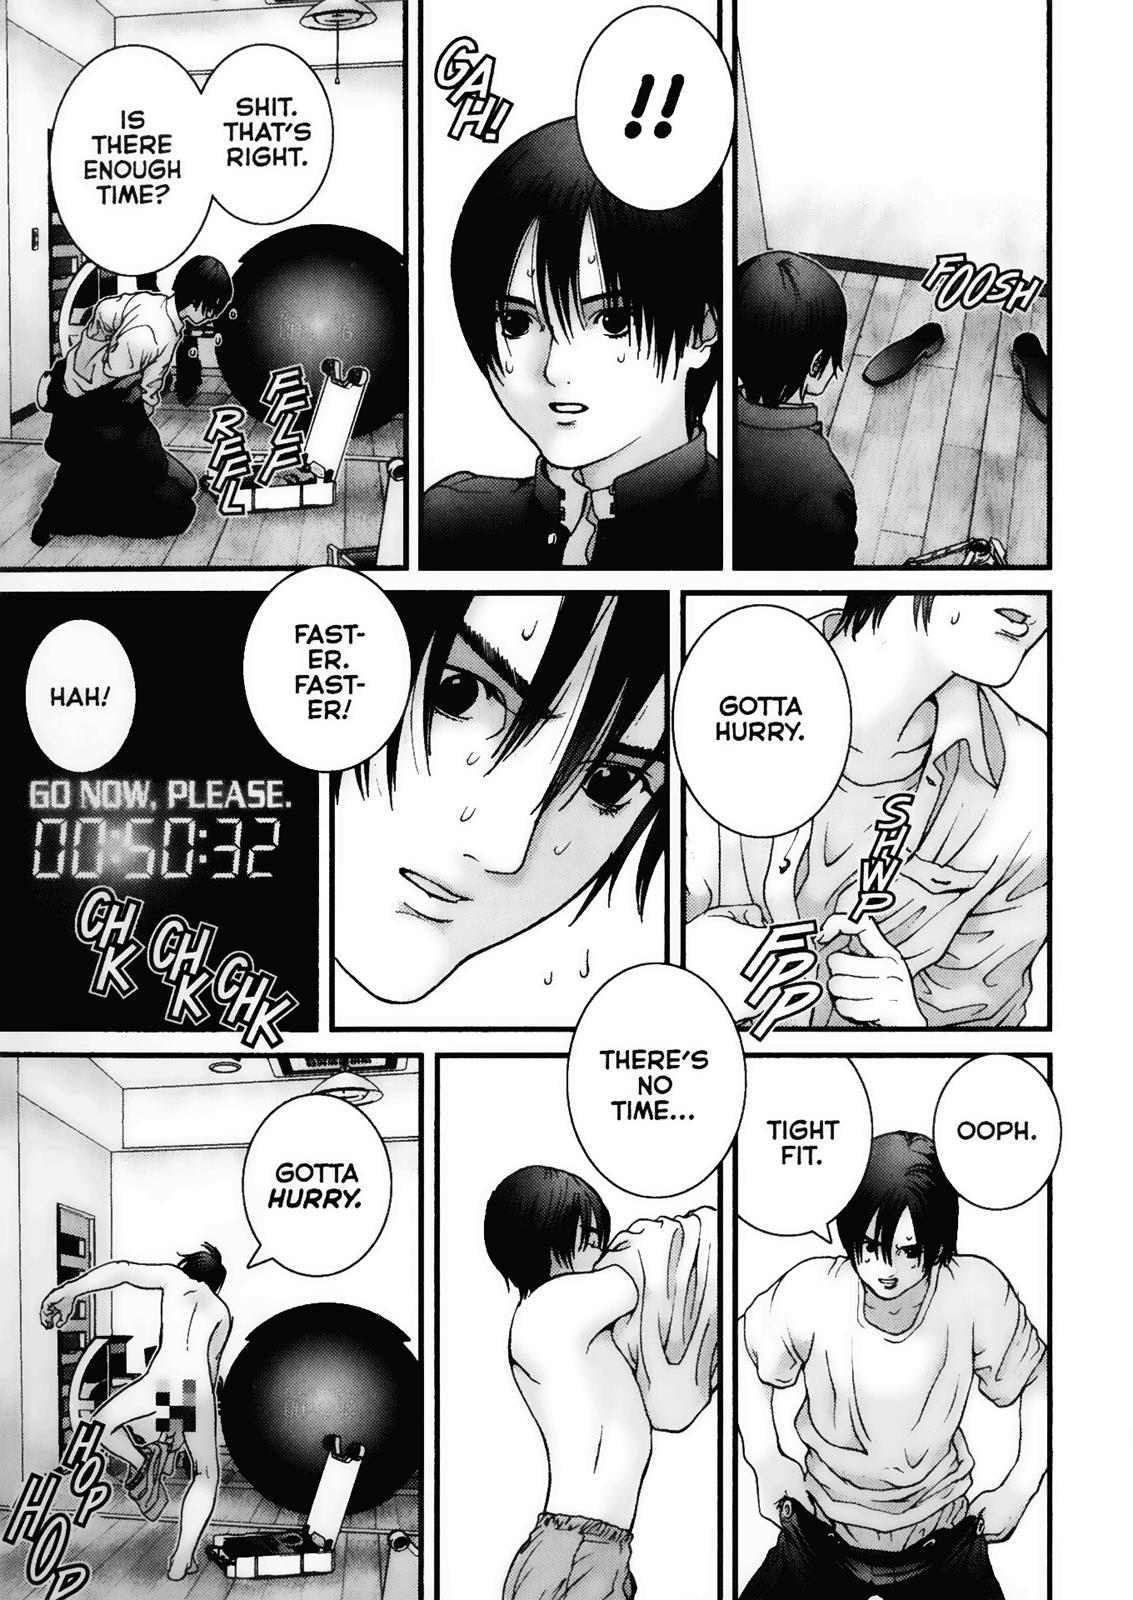 FOOSH
!!
GAH!
SHIT.
THAT'S
RIGHT.
IS
THERE
ENOUGH
TIME?
FFLF
RFFL
GOTTA
HURRY.
SHWP
FPIP
FAST-
ER.
FAST-
ER!
HAH!
GO NOW, PLEASE.
00:50:32
CHK
CHK
CHK
OOPH.
TIGHT
FIT.
THERE'S
NO
TIME...
GOTTA
HURRY.
HOP
HOP